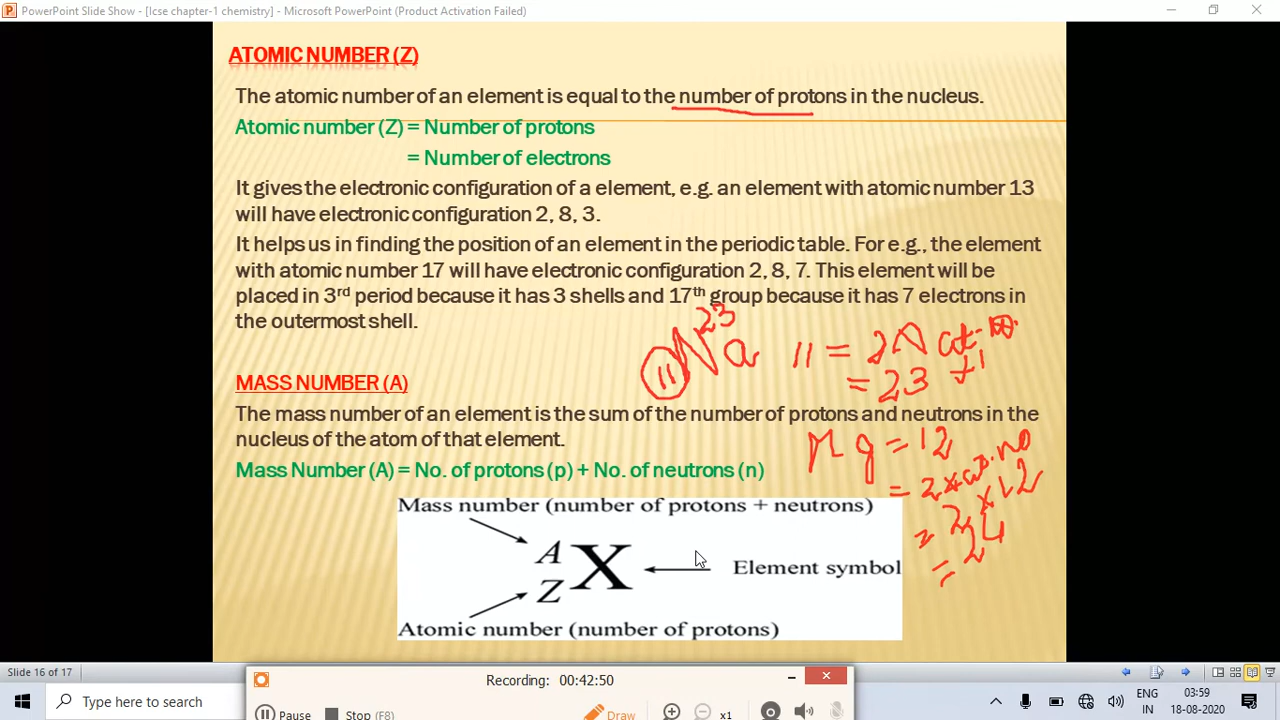 PowerPoint Slide Show - [Icse chapter-1 chemistry] - Microsoft PowerPoint (Product Activation Failed)
ATOMIC NUMBER (Z)
The atomic number of an element is equal to the number of protons in the nucleus.
Atomic number (Z) = Number of protons
= Number of electrons
It gives the electronic configuration of a element, e.g. an element with atomic number 13
will have electronic configuration 2, 8, 3.
It helps us in finding the position of an element in the periodic table. For e.g., the element
with atomic number 17 will have electronic configuration 2, 8, 7. This element will be
placed in 3rd period because it has 3 shells and 17th group because it has 7 electrons in
the outermost shell.
11 Na 23
11 = 2
= 23 +1
MASS NUMBER (A)
The mass number of an element is the sum of the number of protons and neutrons in the
nucleus of the atom of that element.
Mass Number (A) = No. of protons (p) + No. of neutrons (n)
Mg = 12
= 2 x at.no
= 2 x 12
= 24
Mass number (number of protons + neutrons)
A
X
Z
Element symbol
Atomic number (number of protons)
Slide 16 of 17
Recording: 00:42:50
Type here to search
Pause
Stop (F8)
Draw
x1
ENG
IN
03:59
18-08-2020